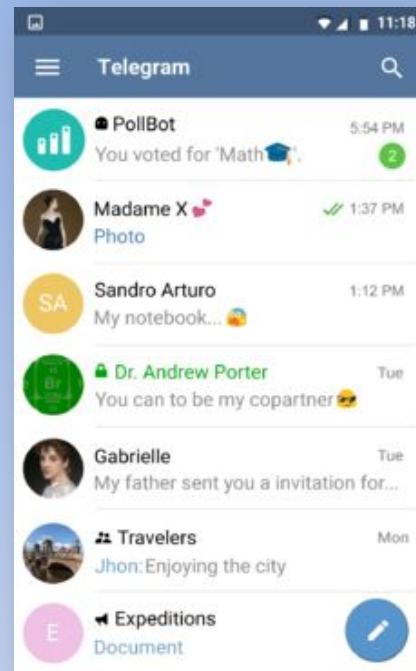 11:18
Telegram
PollBot
5:54 PM
You voted for 'Math🎓'.
2
Madame X 💕
1:37 PM
Photo
SA
Sandro Arturo
1:12 PM
My notebook... 😰
Br
Dr. Andrew Porter
Tue
You can to be my copartner😎
Gabrielle
Tue
My father sent you a invitation for...
Travelers
Mon
Jhon: Enjoying the city
E
Expeditions
Document